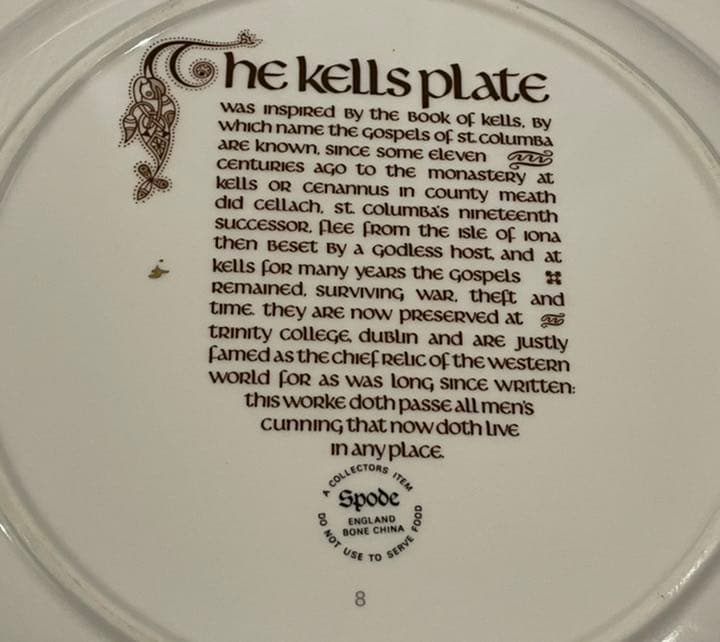 The kells plate
was inspired by the Book of kells, by
which name the gospels of st. columba
are known, since some eleven
centuries ago to the monastery at
kells or cenannus in county meath
did cellach, st. columba's nineteenth
successor, flee from the isle of iona
then beset by a godless host, and at
kells for many years the gospels
remained, surviving war, theft and
time. they are now preserved at
trinity college, dublin and are justly
famed as the chief relic of the western
world for as was long since written:
this worke doth passe all men's
cunning that now doth live
in any place.
A COLLECTORS ITEM
Spode
ENGLAND
BONE CHINA
DO NOT USE TO SERVE FOOD
8